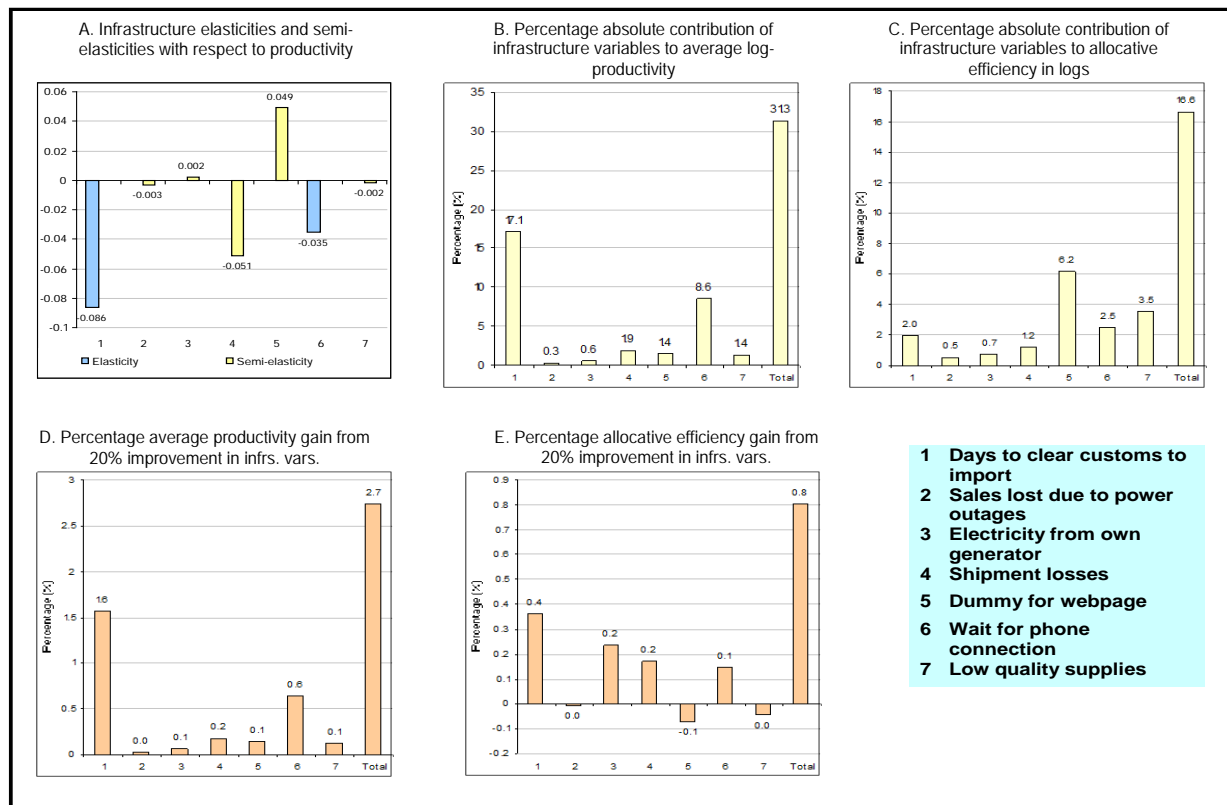 A. Infrastructure elasticities and semi-
elasticities with respect to productivity
0.06
0.04
0.02
0
-0.02
-0.04
-0.06
-0.08
-0.1
0.049
0.002
-0.003
-0.002
-0.035
-0.051
-0.086
1 2 3 4 5 6 7
Elasticity Semi-elasticity
B. Percentage absolute contribution of
infrastructure variables to average log-
productivity
Percentage (%)
35
30
25
20
15
10
5
0
17.1
0.3
0.6
19
14
8.6
14
313
1 2 3 4 5 6 7 Total
C. Percentage absolute contribution of
infrastructure variables to allocative
efficiency in logs
Percentage (%)
18
16
14
12
10
8
6
4
2
0
2.0
0.5
0.7
1.2
6.2
2.5
3.5
16.6
1 2 3 4 5 6 7 Total
D. Percentage average productivity gain from
20% improvement in infrs. vars.
Percentage (%)
3
2.5
2
1.5
1
0.5
0
1.6
0.0
0.1
0.2
0.1
0.6
0.1
2.7
1 2 3 4 5 6 7 Total
E. Percentage allocative efficiency gain from
20% improvement in infrs. vars.
Percentage (%)
0.9
0.8
0.7
0.6
0.5
0.4
0.3
0.2
0.1
0
-0.1
-0.2
0.4
0.0
0.2
0.2
-0.1
0.1
0.0
0.8
1 2 3 4 5 6 7 Total
1 Days to clear customs to
import
2 Sales lost due to power
outages
3 Electricity from own
generator
4 Shipment losses
5 Dummy for webpage
6 Wait for phone
connection
7 Low quality supplies